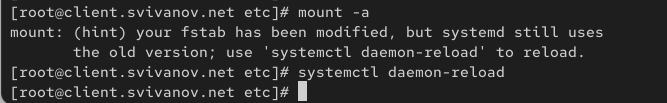 [root@client.svivanov.net etc]# mount -a
mount: (hint) your fstab has been modified, but systemd still uses
       the old version; use 'systemctl daemon-reload' to reload.
[root@client.svivanov.net etc]# systemctl daemon-reload
[root@client.svivanov.net etc]#